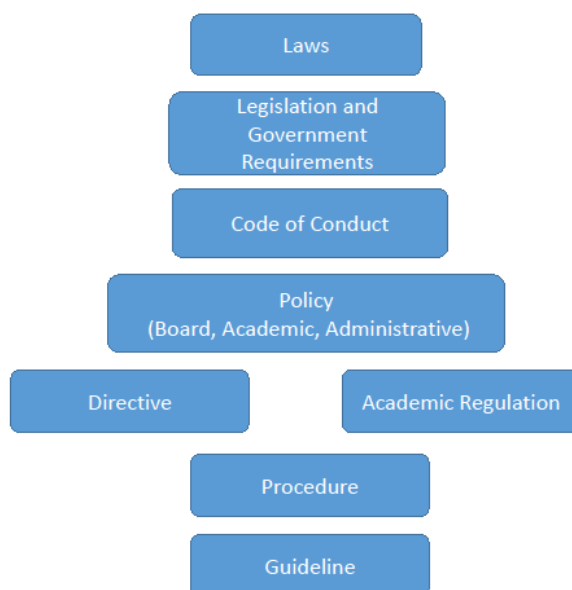 Laws
Legislation and
Government
Requirements
Code of Conduct
Policy
(Board, Academic, Administrative)
Directive
Academic Regulation
Procedure
Guideline